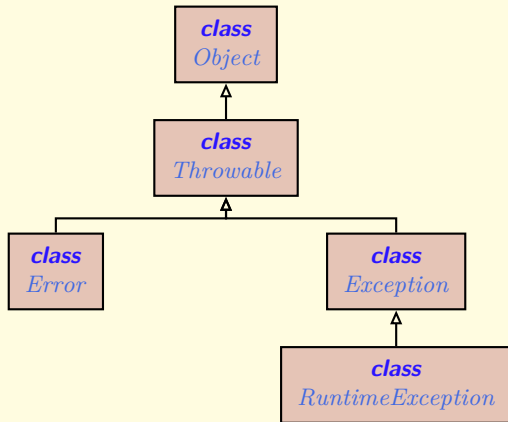 class
Object
class
Throwable
class
Error
class
Exception
class
RuntimeException